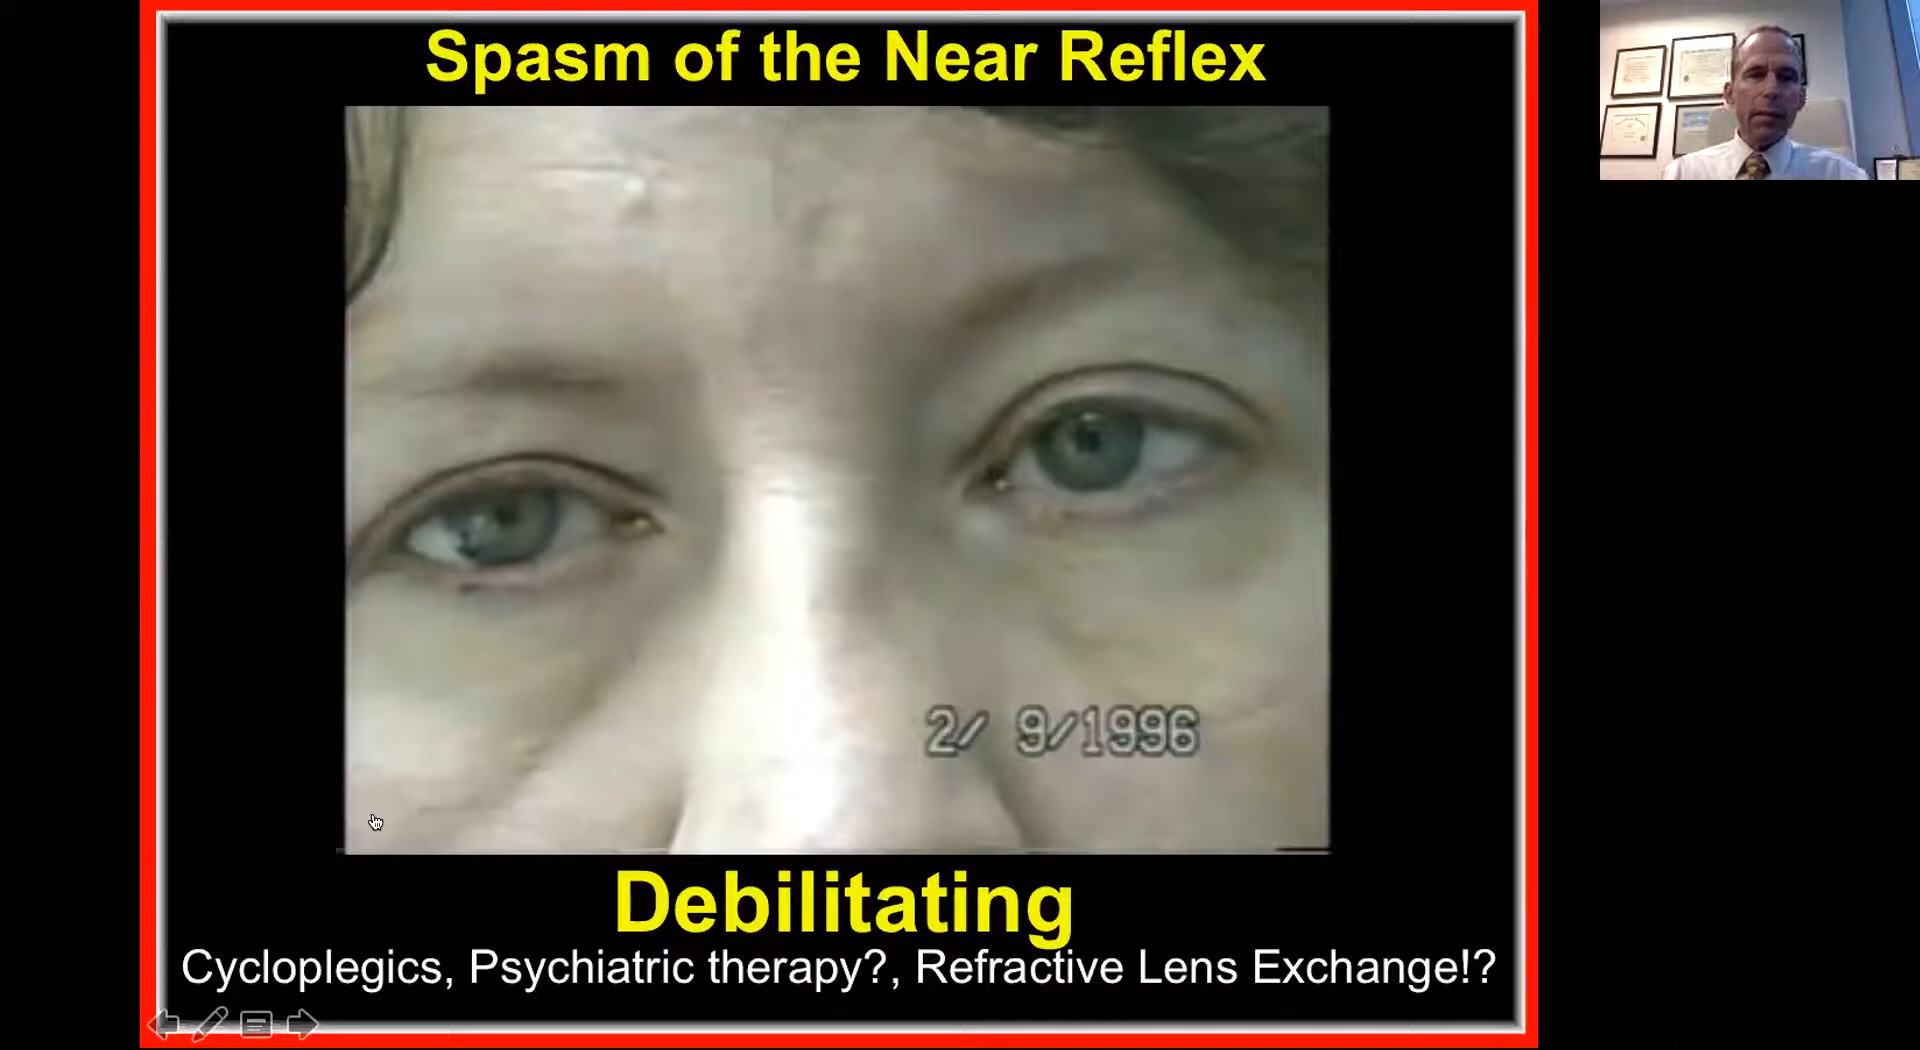 Spasm of the Near Reflex
2/ 9/1996
Debilitating
Cycloplegics, Psychiatric therapy?, Refractive Lens Exchange!?